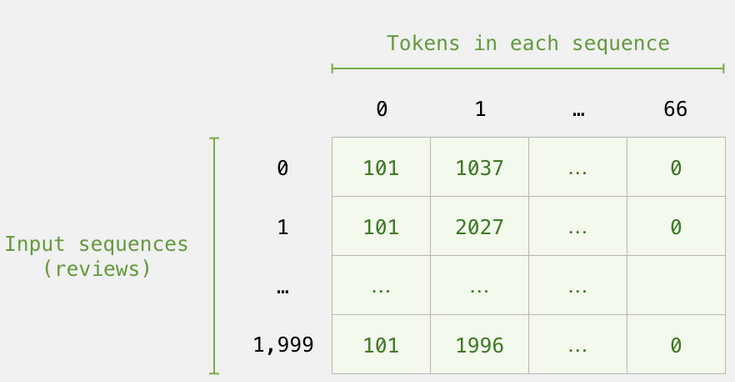 Tokens in each sequence
0 1 … 66
0 101 1037 … 0
1 101 2027 … 0
Input sequences
(reviews)
… … … …
1,999 101 1996 … 0